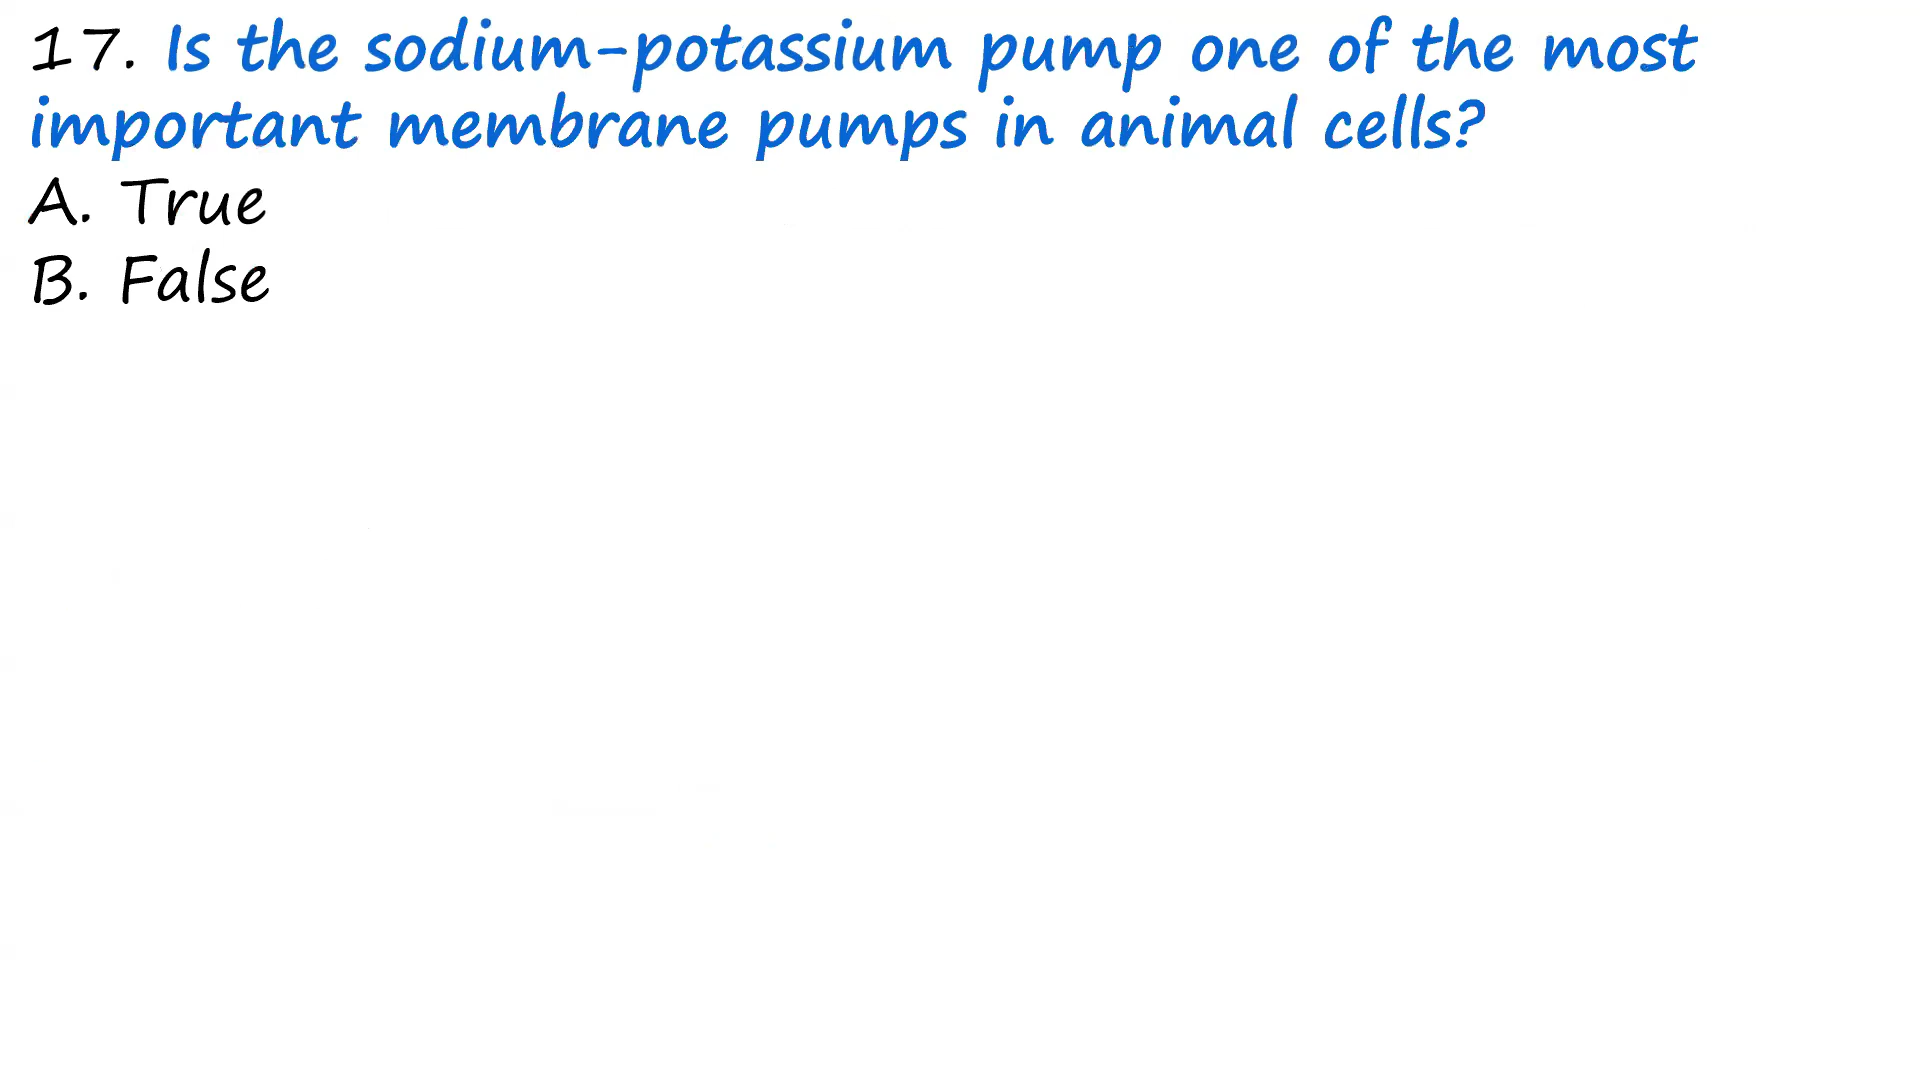 17. Is the sodium-potassium pump one of the most
important membrane pumps in animal cells?
A. True
B. False